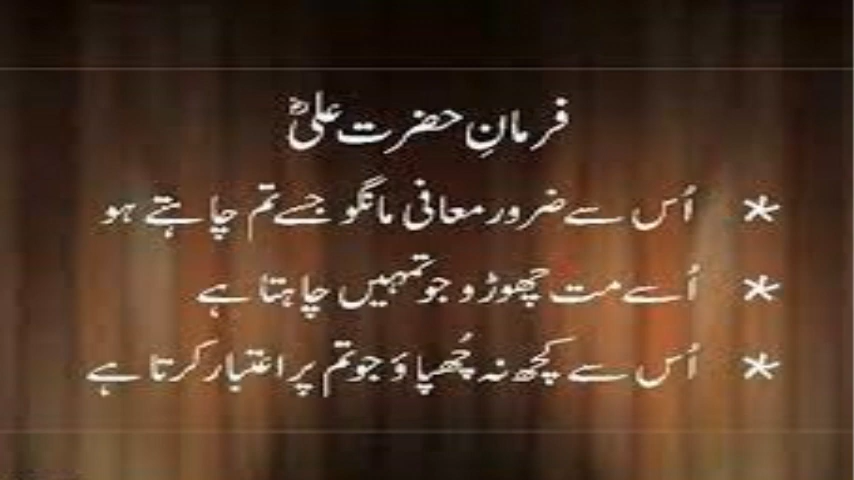 فرمانِ حضرت علیؓ
* اُس سے ضرور معافی مانگو جسے تم چاہتے ہو
* اُسے مت چھوڑو جو تمہیں چاہتا ہے
* اُس سے کچھ نہ چُھپاؤ جو تم پر اعتبار کرتا ہے